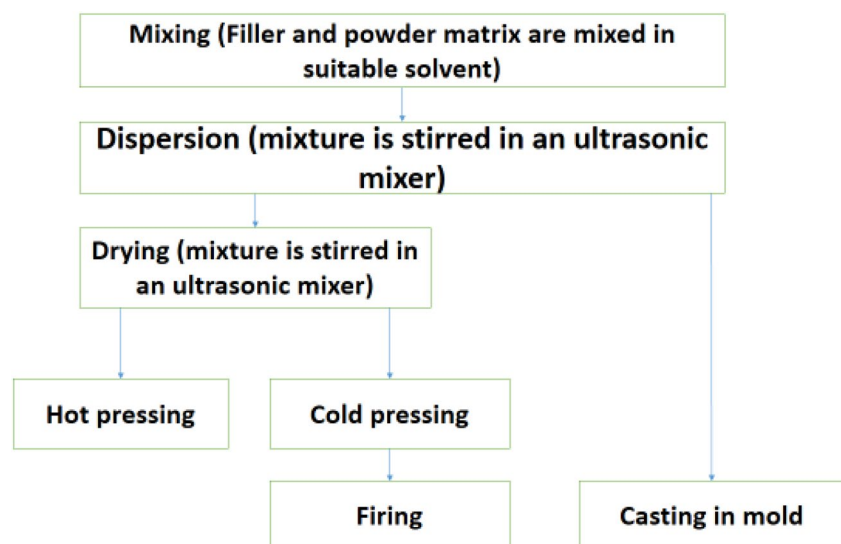 Mixing (Filler and powder matrix are mixed in
suitable solvent)
Dispersion (mixture is stirred in an ultrasonic
mixer)
Drying (mixture is stirred in
an ultrasonic mixer)
Hot pressing
Cold pressing
Firing
Casting in mold